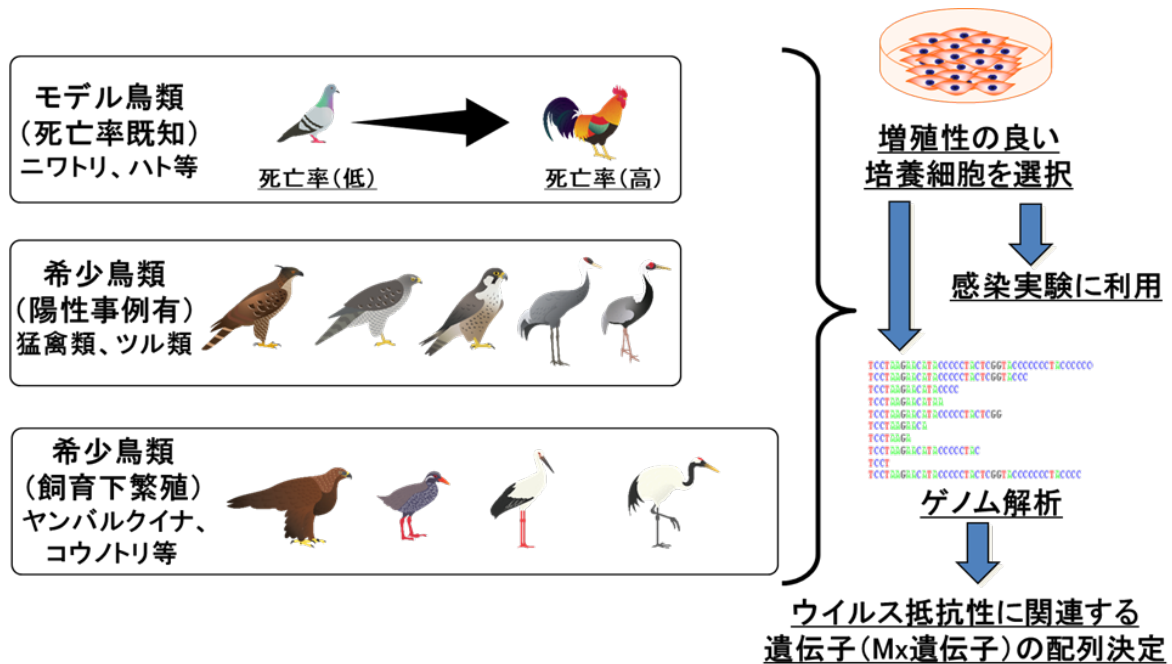 モデル鳥類
(死亡率既知)
ニワトリ、ハト等
死亡率(低)
死亡率(高)
希少鳥類
(陽性事例有)
猛禽類、ツル類
希少鳥類
(飼育下繁殖)
ヤンバルクイナ、
コウノトリ等
増殖性の良い
培養細胞を選択
感染実験に利用
ゲノム解析
ウイルス抵抗性に関連する
遺伝子(Mx遺伝子)の配列決定